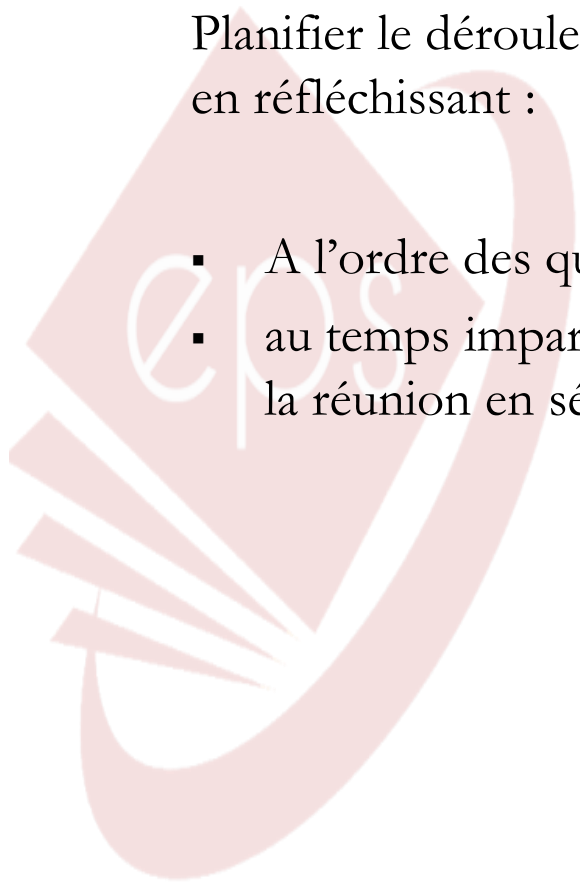 Planifier le déroule
en réfléchissant :
▪ A l’ordre des qu
▪ au temps impar
la réunion en sé
eps